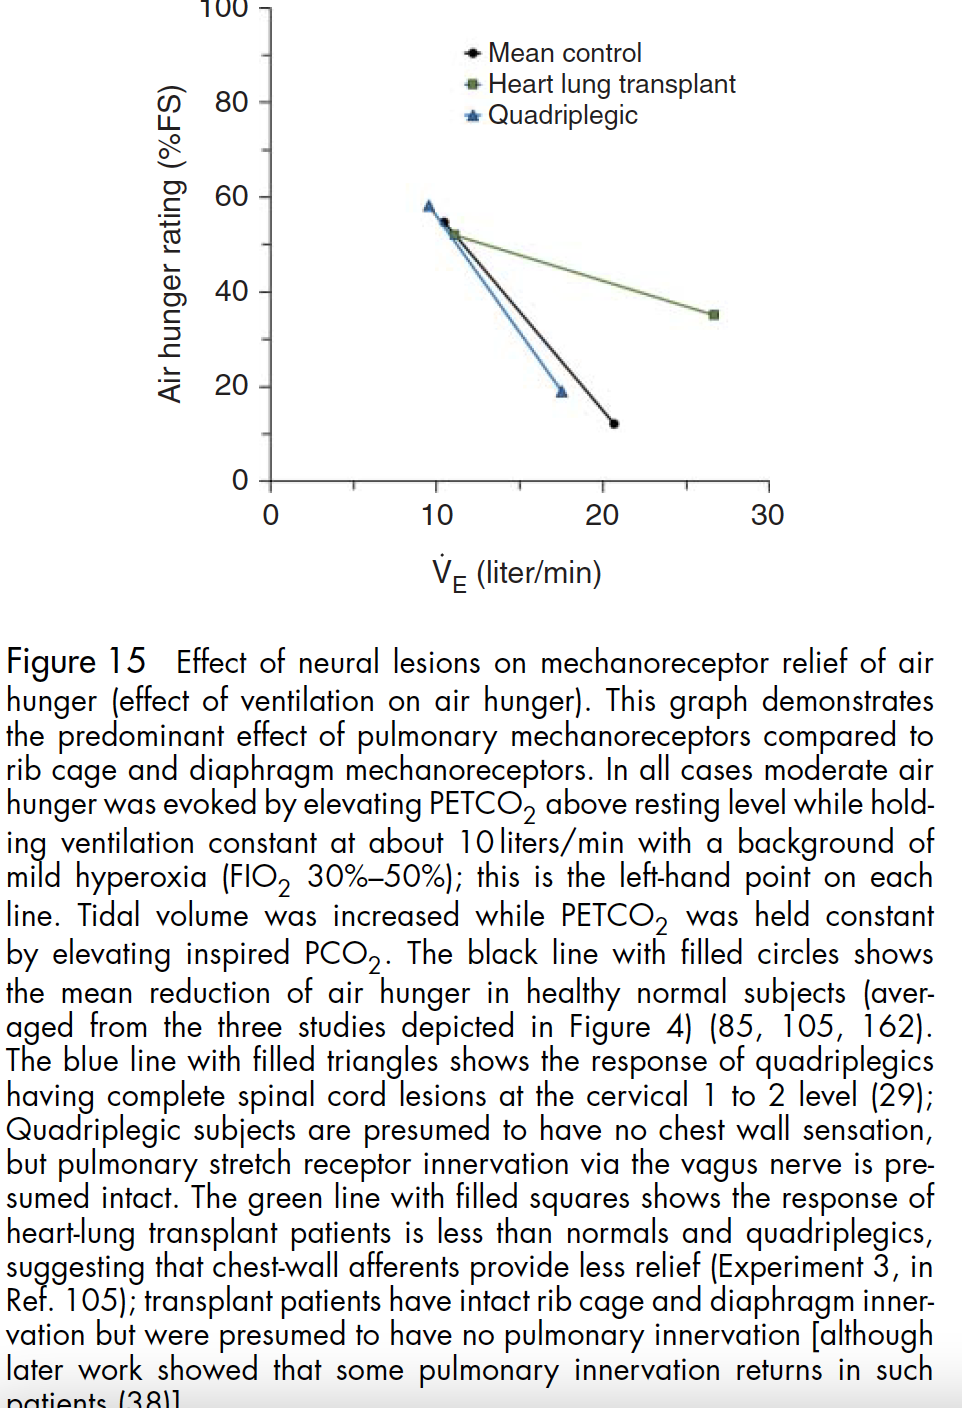 100
Mean control
Heart lung transplant
Quadriplegic
80
60
40
20
0
Air hunger rating (%FS)
0 10 20 30
V̇E (liter/min)
Figure 15 Effect of neural lesions on mechanoreceptor relief of air
hunger (effect of ventilation on air hunger). This graph demonstrates
the predominant effect of pulmonary mechanoreceptors compared to
rib cage and diaphragm mechanoreceptors. In all cases moderate air
hunger was evoked by elevating PETCO2 above resting level while hold-
ing ventilation constant at about 10 liters/min with a background of
mild hyperoxia (FIO2 30%–50%); this is the left-hand point on each
line. Tidal volume was increased while PETCO2 was held constant
by elevating inspired PCO2. The black line with filled circles shows
the mean reduction of air hunger in healthy normal subjects (aver-
aged from the three studies depicted in Figure 4) (85, 105, 162).
The blue line with filled triangles shows the response of quadriplegics
having complete spinal cord lesions at the cervical 1 to 2 level (29);
Quadriplegic subjects are presumed to have no chest wall sensation,
but pulmonary stretch receptor innervation via the vagus nerve is pre-
sumed intact. The green line with filled squares shows the response of
heart-lung transplant patients is less than normals and quadriplegics,
suggesting that chest-wall afferents provide less relief (Experiment 3, in
Ref. 105); transplant patients have intact rib cage and diaphragm inner-
vation but were presumed to have no pulmonary innervation [although
later work showed that some pulmonary innervation returns in such
patients (38)]